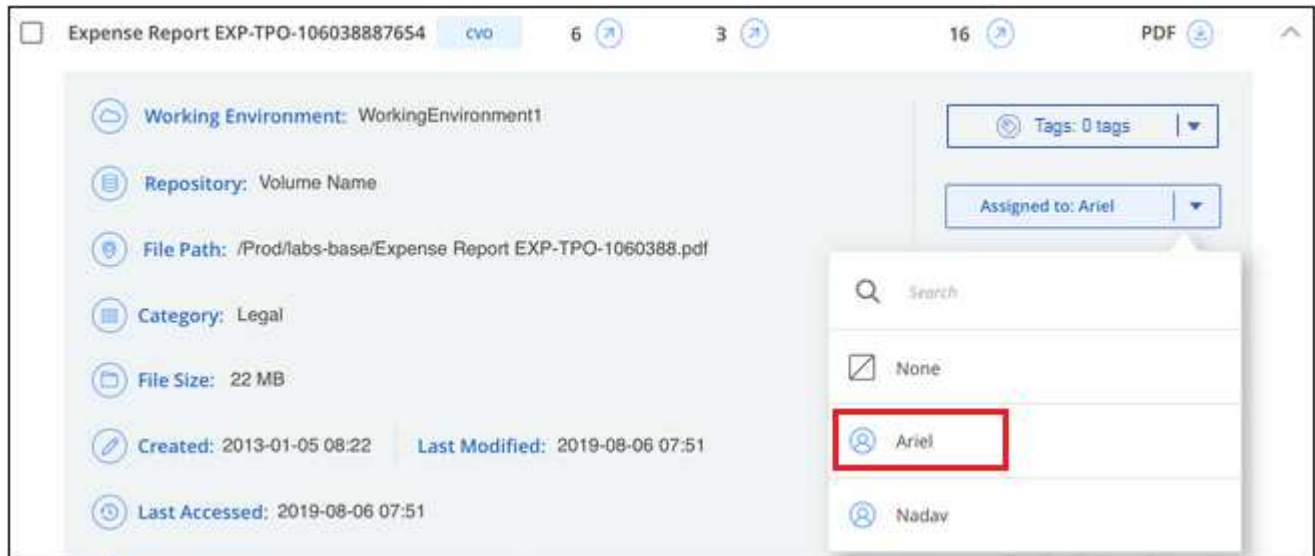 Expense Report EXP-TPO-106038887654 cvo 6 3 16 PDF
Working Environment: WorkingEnvironment1
Tags: 0 tags
Repository: Volume Name
Assigned to: Ariel
File Path: /Prod/labs-base/Expense Report EXP-TPO-1060388.pdf
Search
Category: Legal
None
File Size: 22 MB
Ariel
Created: 2013-01-05 08:22 Last Modified: 2019-08-06 07:51
Nadav
Last Accessed: 2019-08-06 07:51